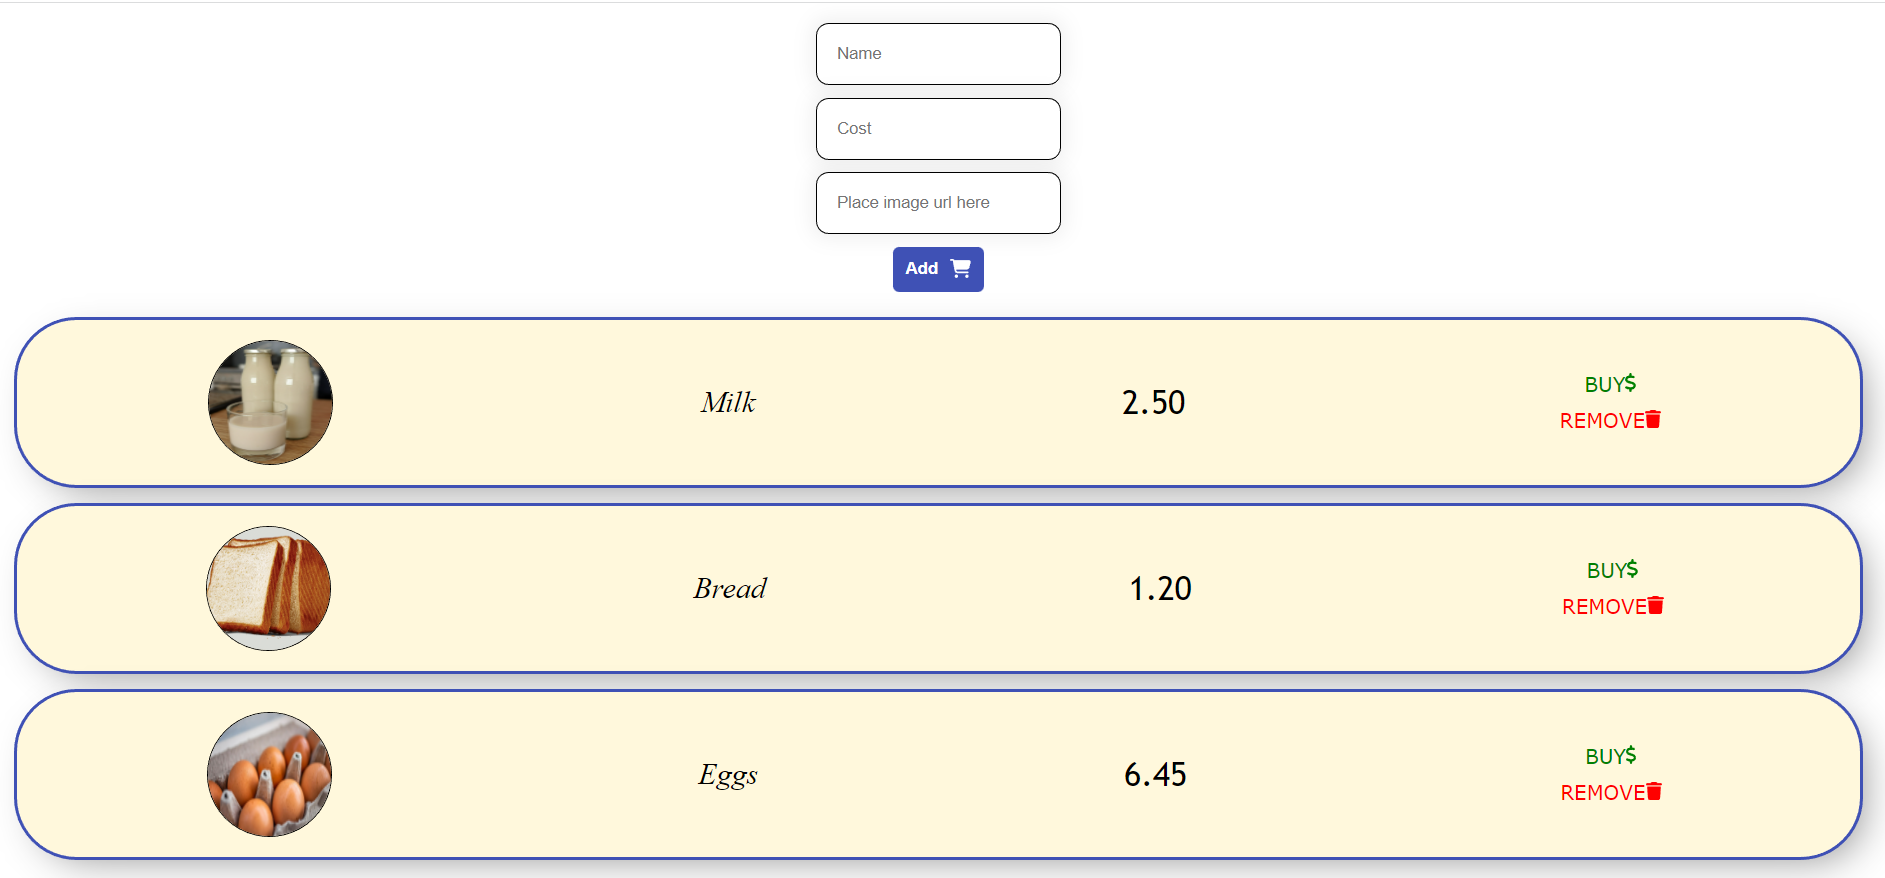 Name
Cost
Place image url here
Add
Milk
2.50
BUY$
REMOVE
Bread
1.20
BUY$
REMOVE
Eggs
6.45
BUY$
REMOVE